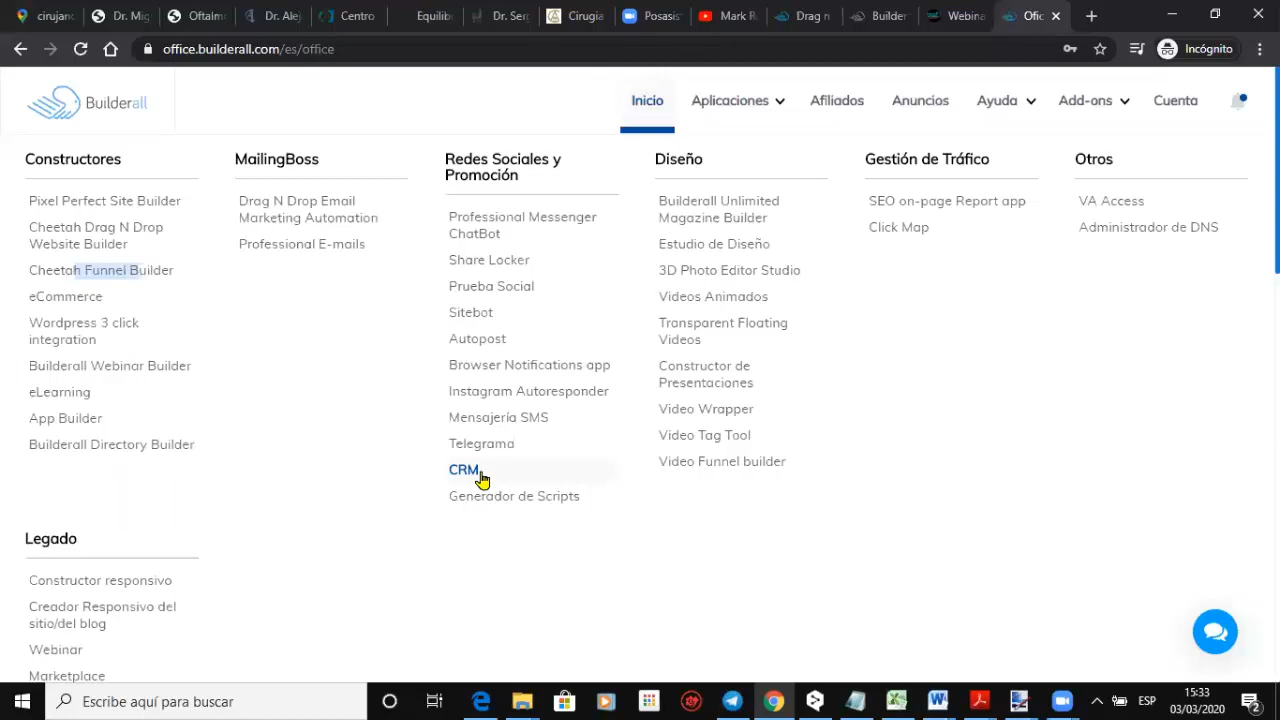 cirujanc
Dr. Mig
Oftalm
Dr. Alej
Centro
Equilib
Dr. Ser
Cirugía
Posasis
Mark R
Drag n
Builder
Webina
Ofic
office.builderall.com/es/office
Incógnito
Builderall
Inicio
Aplicaciones
Afiliados
Anuncios
Ayuda
Add-ons
Cuenta
Constructores
Pixel Perfect Site Builder
Cheetah Drag N Drop
Website Builder
Cheetah Funnel Builder
eCommerce
Wordpress 3 click
integration
Builderall Webinar Builder
eLearning
App Builder
Builderall Directory Builder
MailingBoss
Drag N Drop Email
Marketing Automation
Professional E-mails
Redes Sociales y
Promoción
Professional Messenger
ChatBot
Share Locker
Prueba Social
Sitebot
Autopost
Browser Notifications app
Instagram Autoresponder
Mensajería SMS
Telegrama
CRM
Generador de Scripts
Diseño
Builderall Unlimited
Magazine Builder
Estudio de Diseño
3D Photo Editor Studio
Videos Animados
Transparent Floating
Videos
Constructor de
Presentaciones
Video Wrapper
Video Tag Tool
Video Funnel builder
Gestión de Tráfico
SEO on-page Report app
Click Map
Otros
VA Access
Administrador de DNS
Legado
Constructor responsivo
Creador Responsivo del
sitio/del blog
Webinar
Marketplace
Escribe aquí para buscar
ESP
15:33
03/03/2020
2